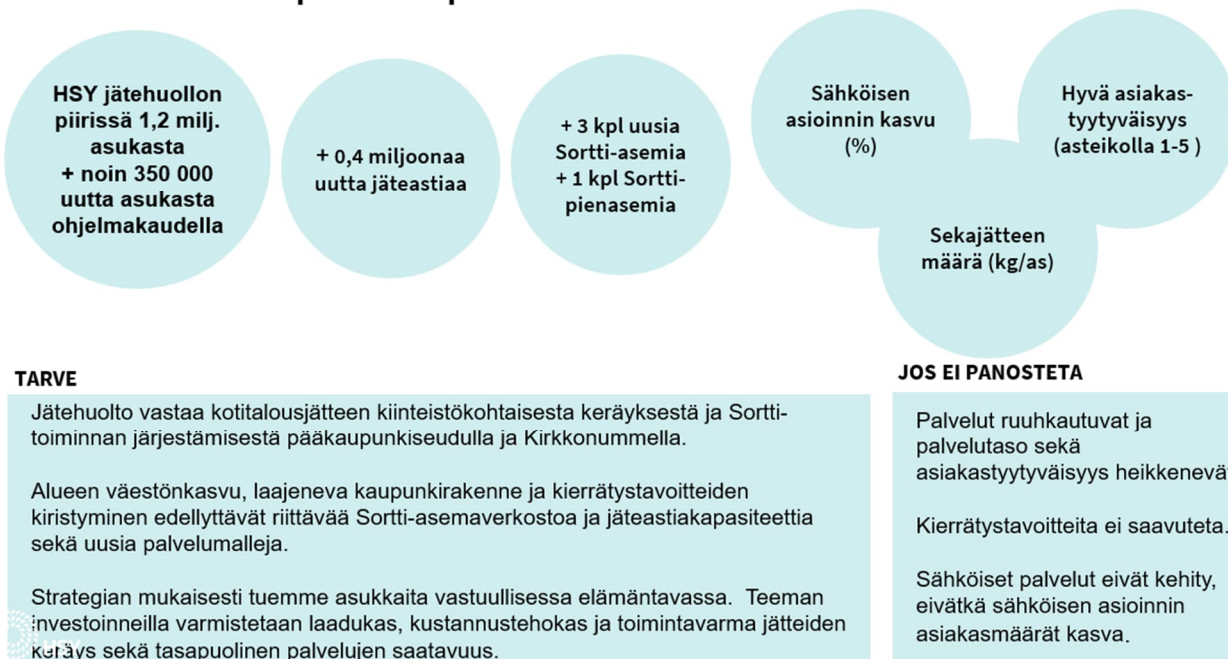 HSY jätehuollon
piirissä 1,2 milj.
asukasta
+ noin 350 000
uutta asukasta
ohjelmakaudella
+ 0,4 miljoonaa
uutta jäteastiaa
+ 3 kpl uusia
Sortti-asemia
+ 1 kpl Sortti-
pienasemia
Sähköisen
asioinnin kasvu
(%)
Hyvä asiakas-
tyytyväisyys
(asteikolla 1-5 )
Sekajätteen
määrä (kg/as)
TARVE
Jätehuolto vastaa kotitalousjätteen kiinteistökohtaisesta keräyksestä ja Sortti-
toiminnan järjestämisestä pääkaupunkiseudulla ja Kirkkonummella.
Alueen väestönkasvu, laajeneva kaupunkirakenne ja kierrätystavoitteiden
kiristyminen edellyttävät riittävää Sortti-asemaverkostoa ja jäteastiakapasiteettia
sekä uusia palvelumalleja.
Strategian mukaisesti tuemme asukkaita vastuullisessa elämäntavassa. Teeman
investoinneilla varmistetaan laadukas, kustannustehokas ja toimintavarma jätteiden
keräys sekä tasapuolinen palvelujen saatavuus.
HSY
JOS EI PANOSTETA
Palvelut ruuhkautuvat ja
palvelutaso sekä
asiakastyytyväisyys heikkenevät
Kierrätystavoitteita ei saavuteta.
Sähköiset palvelut eivät kehity,
eivätkä sähköisen asioinnin
asiakasmäärät kasva.